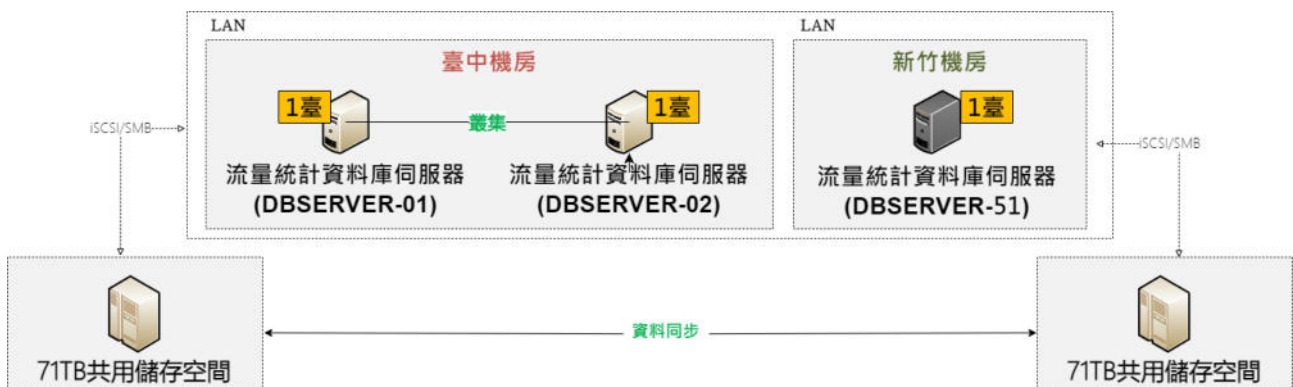 LAN
LAN
臺中機房
新竹機房
1臺
1臺
1臺
叢集
iSCSI/SMB
iSCSI/SMB
流量統計資料庫伺服器
(DBSERVER-01)
流量統計資料庫伺服器
(DBSERVER-02)
流量統計資料庫伺服器
(DBSERVER-51)
資料同步
71TB共用儲存空間
71TB共用儲存空間